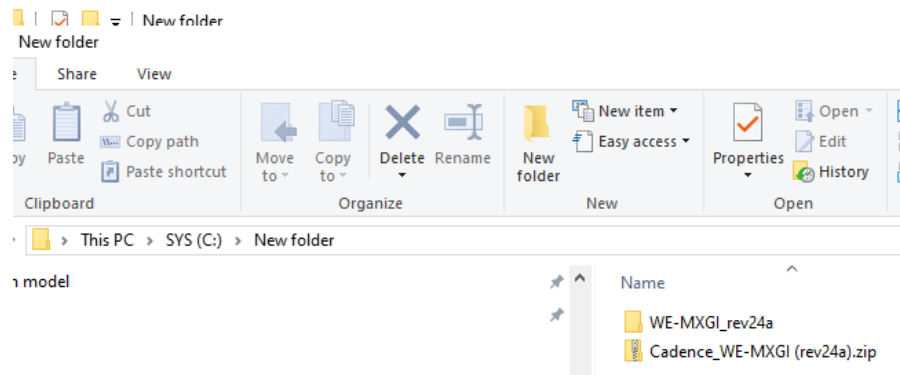 New folder
New folder
Share View
Cut
Copy path
Paste shortcut
Paste
Clipboard
Move to
Copy to
Delete
Rename
Organize
New folder
New item
Easy access
New
Properties
Open
Edit
History
Open
This PC > SYS (C:) > New folder
model
Name
WE-MXGI_rev24a
Cadence_WE-MXGI (rev24a).zip